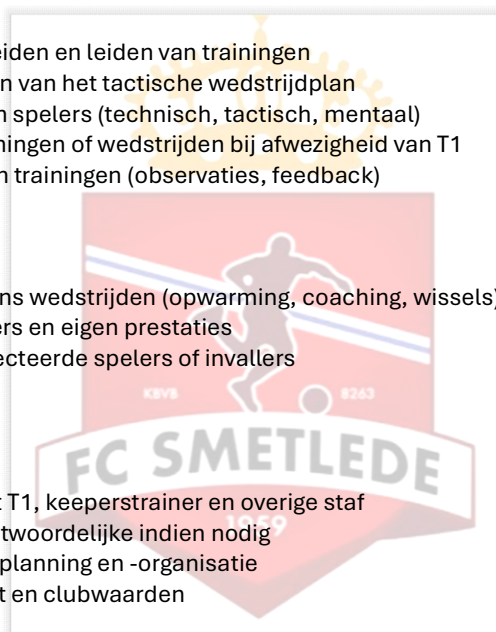 eiden en leiden van trainingen
n van het tactische wedstrijdplan
n spelers (technisch, tactisch, mentaal)
ningen of wedstrijden bij afwezigheid van T1
n trainingen (observaties, feedback)
ns wedstrijden (opwarming, coaching, wissels)
ers en eigen prestaties
ecteerde spelers of invallers
KBVB 8263
FC SMETLEDE
t T1, keeperstrainer en overige staf
1959
twoordelijke indien nodig
planning en -organisatie
t en clubwaarden